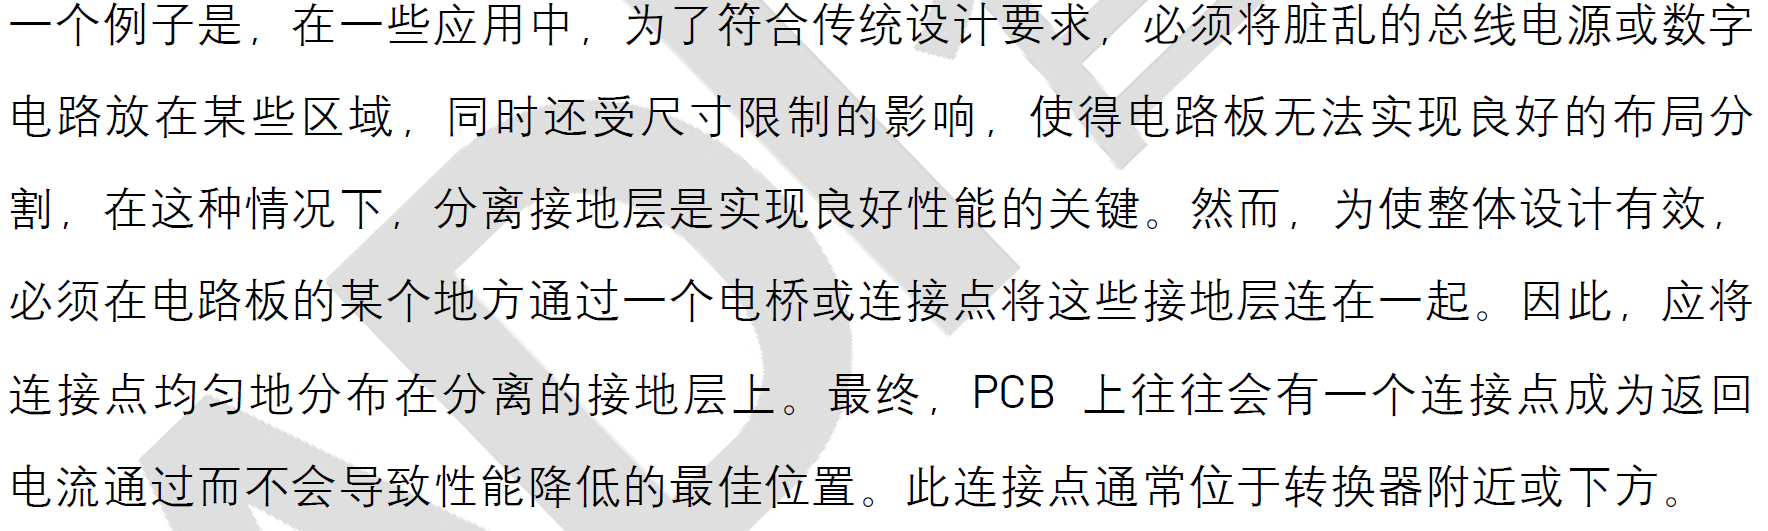 一个例子是，在一些应用中，为了符合传统设计要求，必须将脏乱的总线电源或数字
电路放在某些区域，同时还受尺寸限制的影响，使得电路板无法实现良好的布局分
割，在这种情况下，分离接地层是实现良好性能的关键。然而，为使整体设计有效，
必须在电路板的某个地方通过一个电桥或连接点将这些接地层连在一起。因此，应将
连接点均匀地分布在分离的接地层上。最终，PCB 上往往会有一个连接点成为返回
电流通过而不会导致性能降低的最佳位置。此连接点通常位于转换器附近或下方。